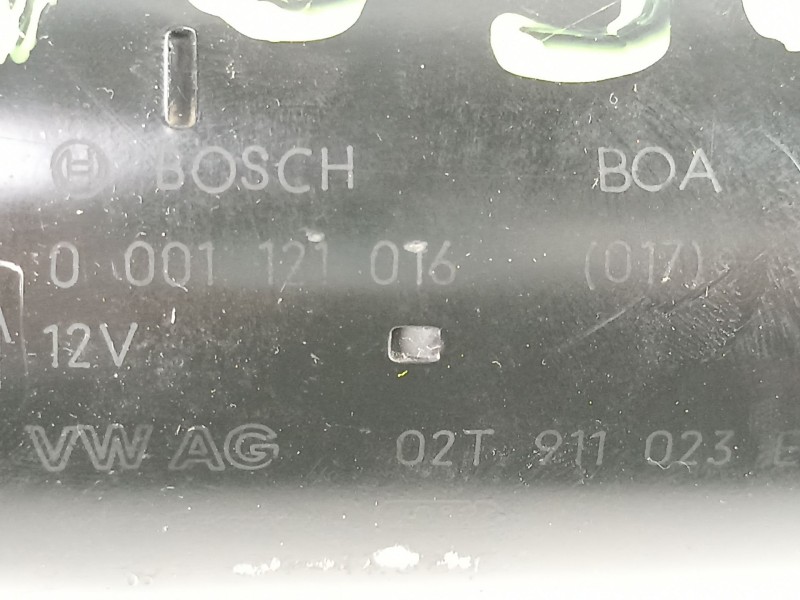 BOSCH BOA
0 001 121 016 (017)
12V
VW AG 02T 911 023 E